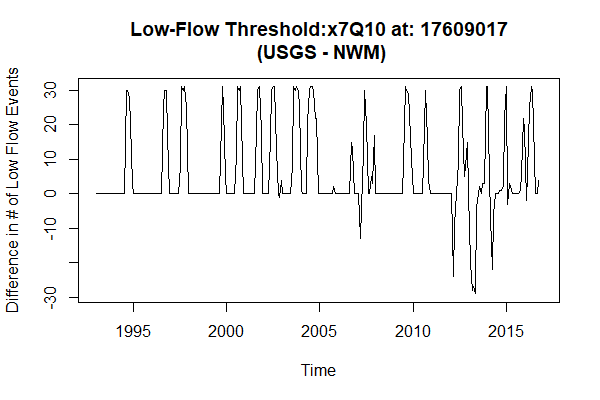 Low-Flow Threshold:x7Q10 at: 17609017
(USGS - NWM)
Difference in # of Low Flow Events
30
20
10
0
-10
-30
1995
2000
2005
2010
2015
Time